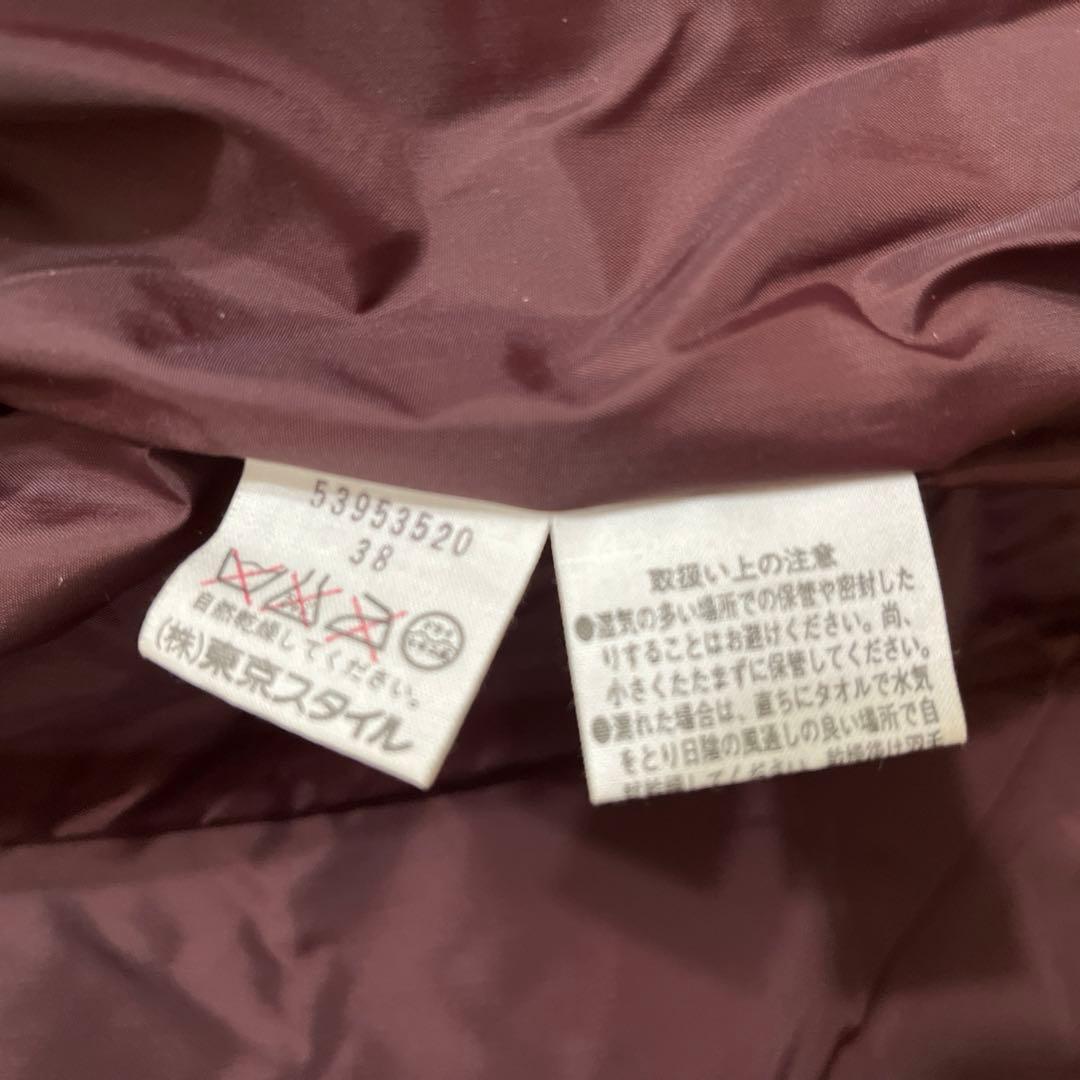 53953520
38
自然乾燥してください。
(株)東京スタイル
取扱い上の注意
●湿気の多い場所での保管や密封した
りすることはお避けください。尚、
小さくたたまずに保管してください。
●濡れた場合は、直ちにタオルで水気
をとり日陰の風通しの良い場所で自